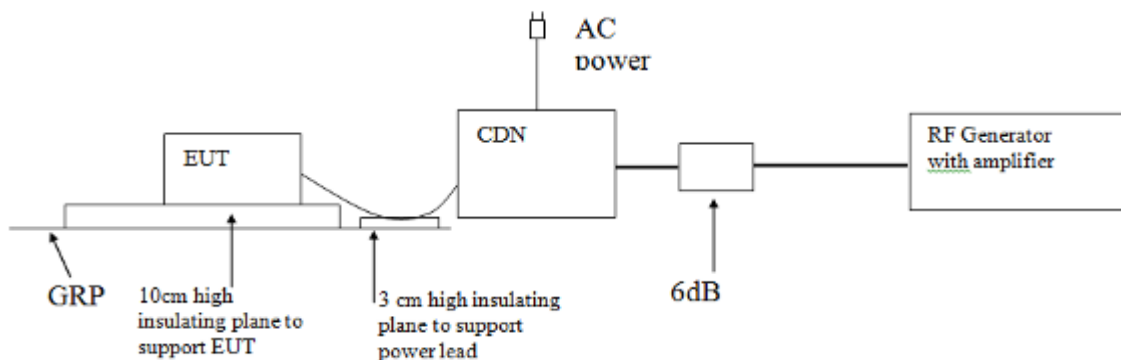 AC
power
CDN
RF Generator
with amplifier
EUT
GRP
10cm high
insulating plane to
support EUT
3 cm high insulating
plane to support
power lead
6dB